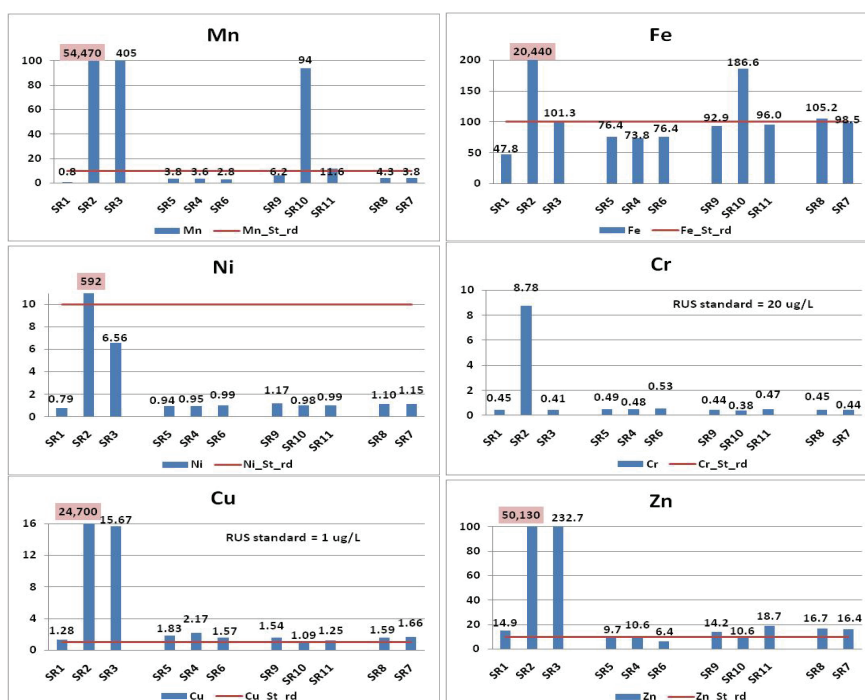 Mn
54,470 405
100
94
80
60
40
20
0.8 3.8 3.6 2.8 6.2 11.6 4.3 3.8
0
SR1 SR2 SR3 SR5 SR4 SR6 SR9 SR10 SR11 SR8 SR7
Mn Mn_St_rd
Fe
20,440
200
186.6
150
101.3 105.2
92.9 96.0 98.5
100
76.4 73.8 76.4
47.8
50
0
SR1 SR2 SR3 SR5 SR4 SR6 SR9 SR10 SR11 SR8 SR7
Fe Fe_St_rd
Ni
592
10
8
6.56
6
4
2
0.79 0.94 0.95 0.99 1.17 0.98 0.99 1.10 1.15
0
SR1 SR2 SR3 SR5 SR4 SR6 SR9 SR10 SR11 SR8 SR7
Ni Ni_St_rd
Cr
10
8.78
RUS standard = 20 ug/L
8
6
4
2
0.45 0.41 0.49 0.48 0.53 0.44 0.38 0.47 0.45 0.44
0
SR1 SR2 SR3 SR5 SR4 SR6 SR9 SR10 SR11 SR8 SR7
Cr Cr_St_rd
Cu
24,700 15.67
16
RUS standard = 1 ug/L
12
8
4
1.28 1.83 2.17 1.57 1.54 1.09 1.25 1.59 1.66
0
SR1 SR2 SR3 SR5 SR4 SR6 SR9 SR10 SR11 SR8 SR7
Cu Cu_St_rd
Zn
50,130 232.7
100
80
60
40
20
14.9 9.7 10.6 6.4 14.2 10.6 18.7 16.7 16.4
0
SR1 SR2 SR3 SR5 SR4 SR6 SR9 SR10 SR11 SR8 SR7
Zn Zn_St_rd